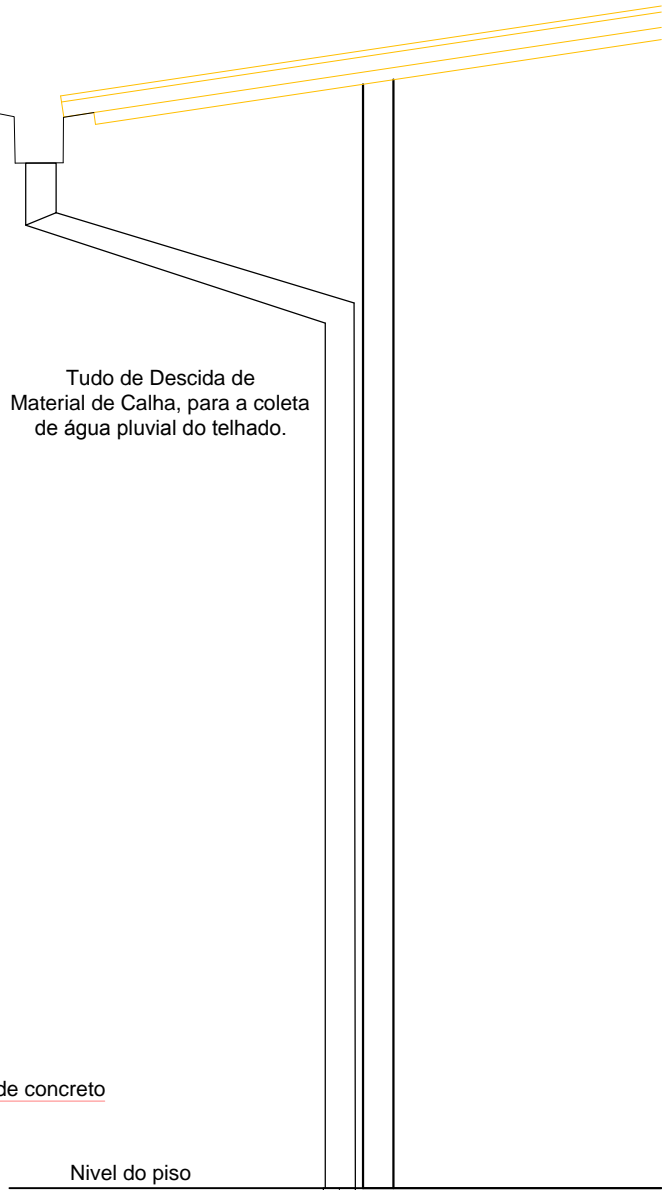 Tudo de Descida de
Material de Calha, para a coleta
de água pluvial do telhado.
de concreto
Nivel do piso